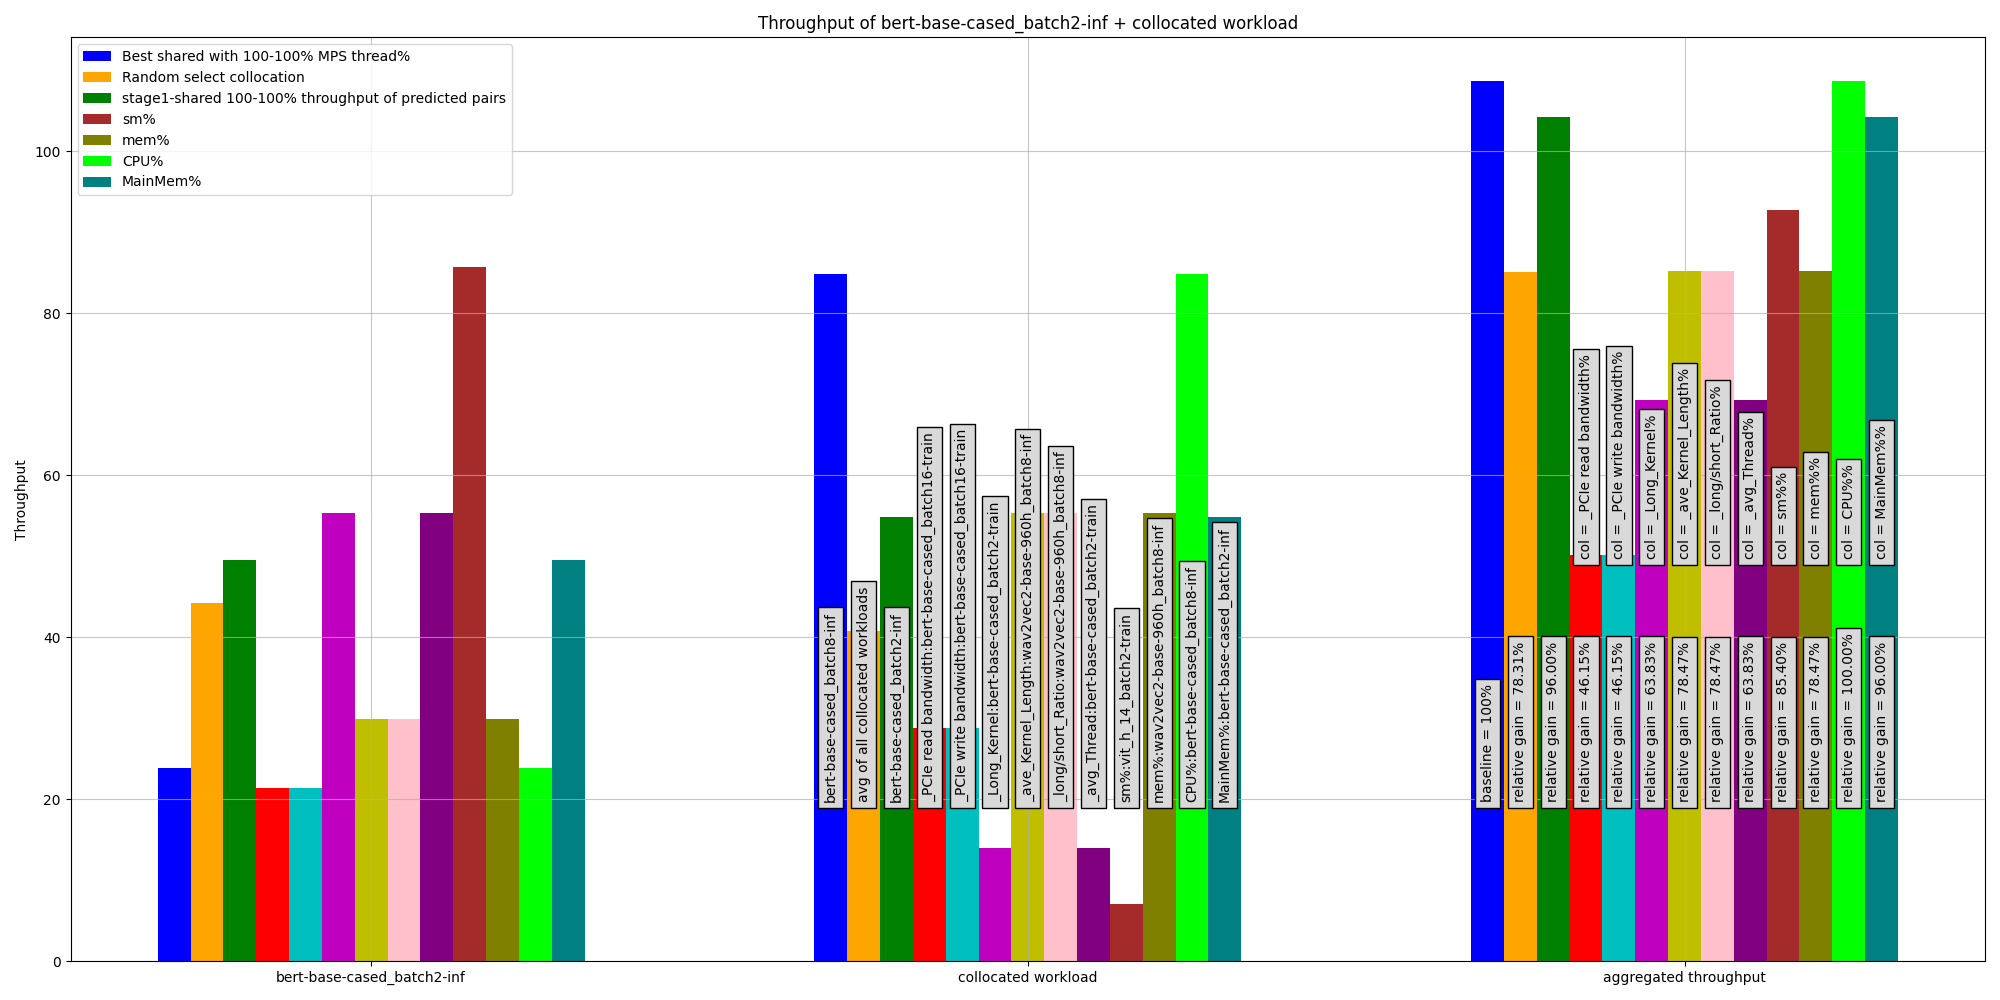 Throughput of bert-base-cased_batch2-inf + collocated workload
Best shared with 100-100% MPS thread%
Random select collocation
stage1-shared 100-100% throughput of predicted pairs
sm%
mem%
CPU%
MainMem%
Throughput
100
80
60
40
20
0
bert-base-cased_batch8-inf
avg of all collocated workloads
bert-base-cased_batch2-inf
_PCIe read bandwidth:bert-base-cased_batch16-train
_PCIe write bandwidth:bert-base-cased_batch16-train
_Long_Kernel:bert-base-cased_batch2-train
_ave_Kernel_Length:wav2vec2-base-960h_batch8-inf
_long/short_Ratio:wav2vec2-base-960h_batch8-inf
_avg_Thread:bert-base-cased_batch2-train
sm%:vit_h_14_batch2-train
mem%:wav2vec2-base-960h_batch8-inf
CPU%:bert-base-cased_batch8-inf
MainMem%:bert-base-cased_batch2-inf
col = _PCIe read bandwidth%
col = _PCIe write bandwidth%
col = _Long_Kernel%
col = _ave_Kernel_Length%
col = _long/short_Ratio%
col = _avg_Thread%
col = sm%%
col = mem%%
col = CPU%%
col = MainMem%%
baseline = 100%
relative gain = 78.31%
relative gain = 96.00%
relative gain = 46.15%
relative gain = 46.15%
relative gain = 63.83%
relative gain = 78.47%
relative gain = 78.47%
relative gain = 63.83%
relative gain = 85.40%
relative gain = 78.47%
relative gain = 100.00%
relative gain = 96.00%
bert-base-cased_batch2-inf
collocated workload
aggregated throughput